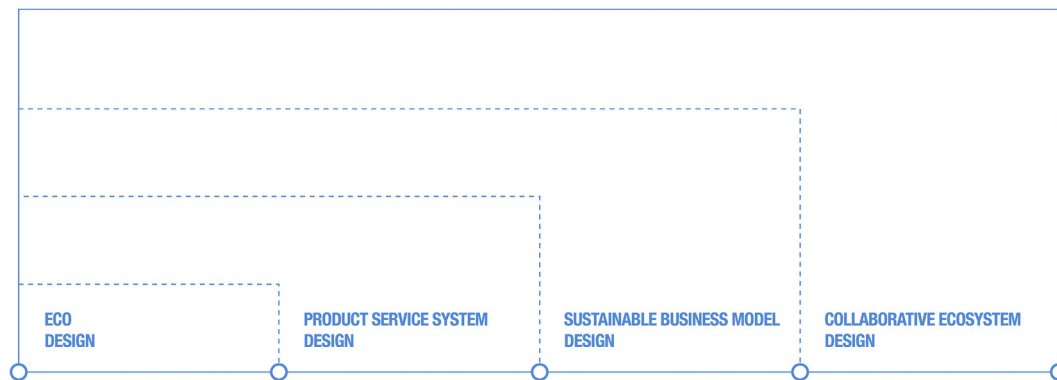 ECO
DESIGN
PRODUCT SERVICE SYSTEM
DESIGN
SUSTAINABLE BUSINESS MODEL
DESIGN
COLLABORATIVE ECOSYSTEM
DESIGN